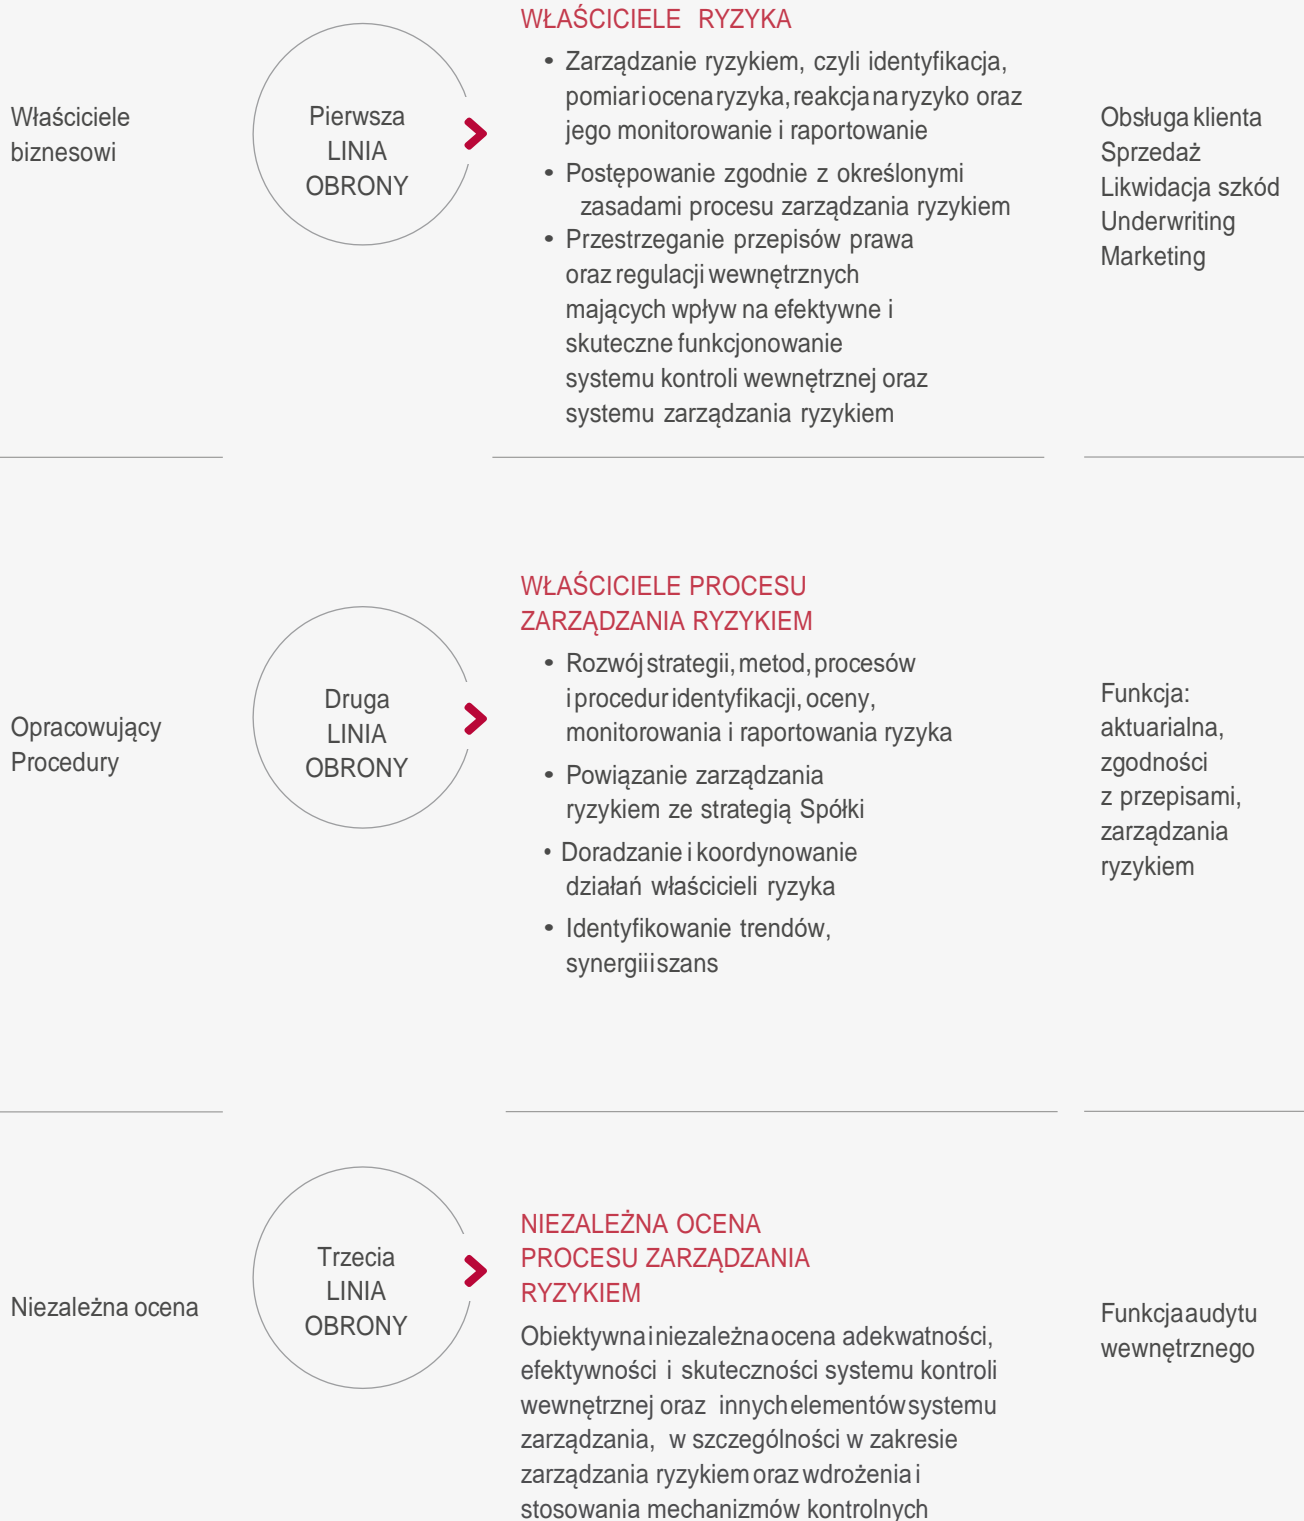 Właściciele
biznesowi
Pierwsza
LINIA
OBRONY
WŁAŚCICIELE RYZYKA
• Zarządzanie ryzykiem, czyli identyfikacja,
pomiar i ocena ryzyka, reakcja na ryzyko oraz
jego monitorowanie i raportowanie
• Postępowanie zgodnie z określonymi
zasadami procesu zarządzania ryzykiem
• Przestrzeganie przepisów prawa
oraz regulacji wewnętrznych
mających wpływ na efektywne i
skuteczne funkcjonowanie
systemu kontroli wewnętrznej oraz
systemu zarządzania ryzykiem
Obsługa klienta
Sprzedaż
Likwidacja szkód
Underwriting
Marketing
Opracowujący
Procedury
Druga
LINIA
OBRONY
WŁAŚCICIELE PROCESU
ZARZĄDZANIA RYZYKIEM
• Rozwój strategii, metod, procesów
i procedur identyfikacji, oceny,
monitorowania i raportowania ryzyka
• Powiązanie zarządzania
ryzykiem ze strategią Spółki
• Doradzanie i koordynowanie
działań właścicieli ryzyka
• Identyfikowanie trendów,
synergii i szans
Funkcja:
aktuarialna,
zgodności
z przepisami,
zarządzania
ryzykiem
Niezależna ocena
Trzecia
LINIA
OBRONY
NIEZALEŻNA OCENA
PROCESU ZARZĄDZANIA
RYZYKIEM
Obiektywna i niezależna ocena adekwatności,
efektywności i skuteczności systemu kontroli
wewnętrznej oraz innych elementów systemu
zarządzania, w szczególności w zakresie
zarządzania ryzykiem oraz wdrożenia i
stosowania mechanizmów kontrolnych
Funkcja audytu
wewnętrznego